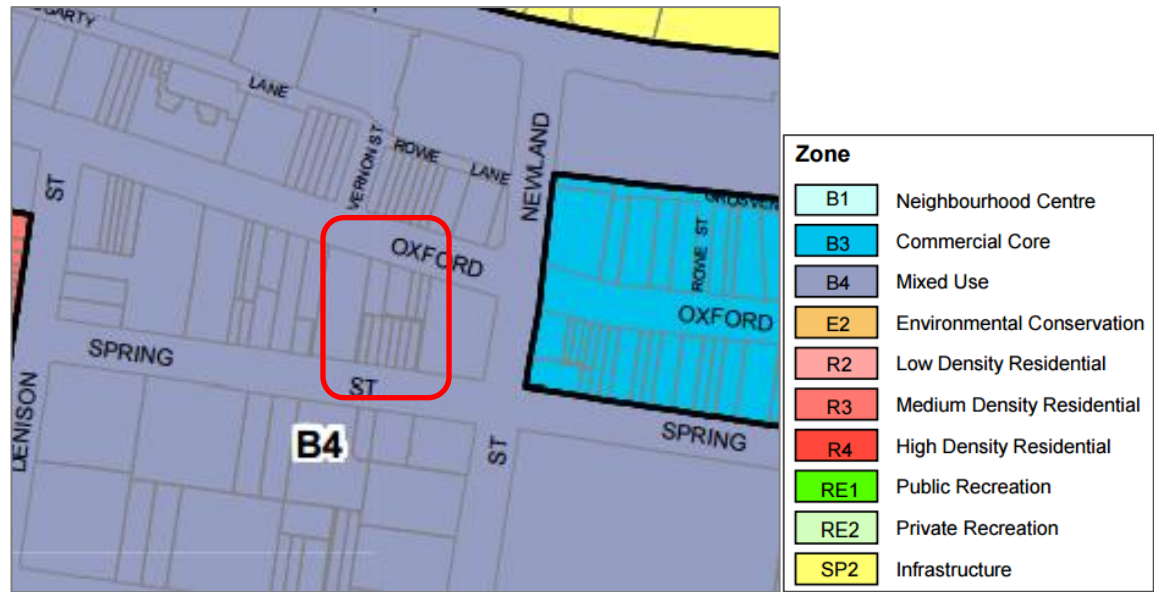 LANE
VERNON ST
ROWE
LANE
NEWLAND
ST
OXFORD
ROWE ST
OXFORD
SPRING
ST
DENISON
B4
ST
SPRING
Zone
B1 Neighbourhood Centre
B3 Commercial Core
B4 Mixed Use
E2 Environmental Conservation
R2 Low Density Residential
R3 Medium Density Residential
R4 High Density Residential
RE1 Public Recreation
RE2 Private Recreation
SP2 Infrastructure